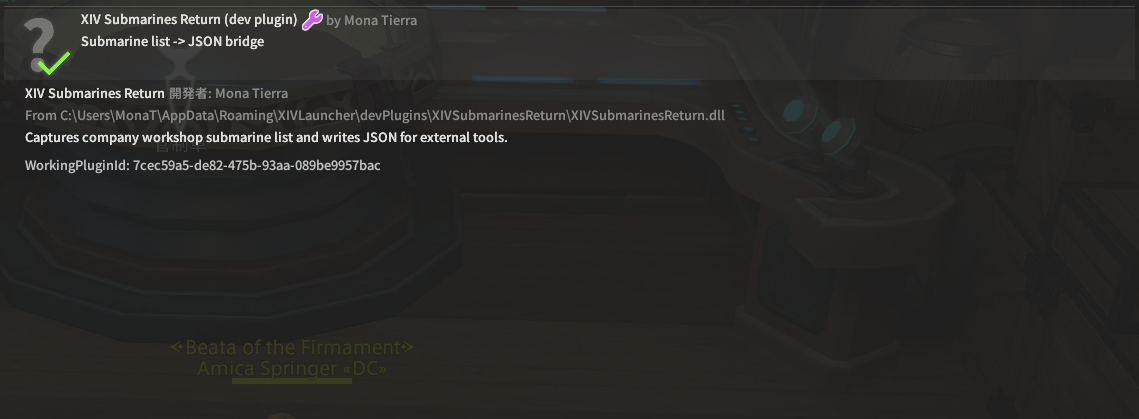 XIV Submarines Return (dev plugin) by Mona Tierra
Submarine list -> JSON bridge
XIV Submarines Return 開発者: Mona Tierra
From C:\Users\MonaT\AppData\Roaming\XIVLauncher\devPlugins\XIVSubmarinesReturn\XIVSubmarinesReturn.dll
Captures company workshop submarine list and writes JSON for external tools.
WorkingPluginId: 7cec59a5-de82-475b-93aa-089be9957bac
Beata of the Firmament
Amica Springer «DC»